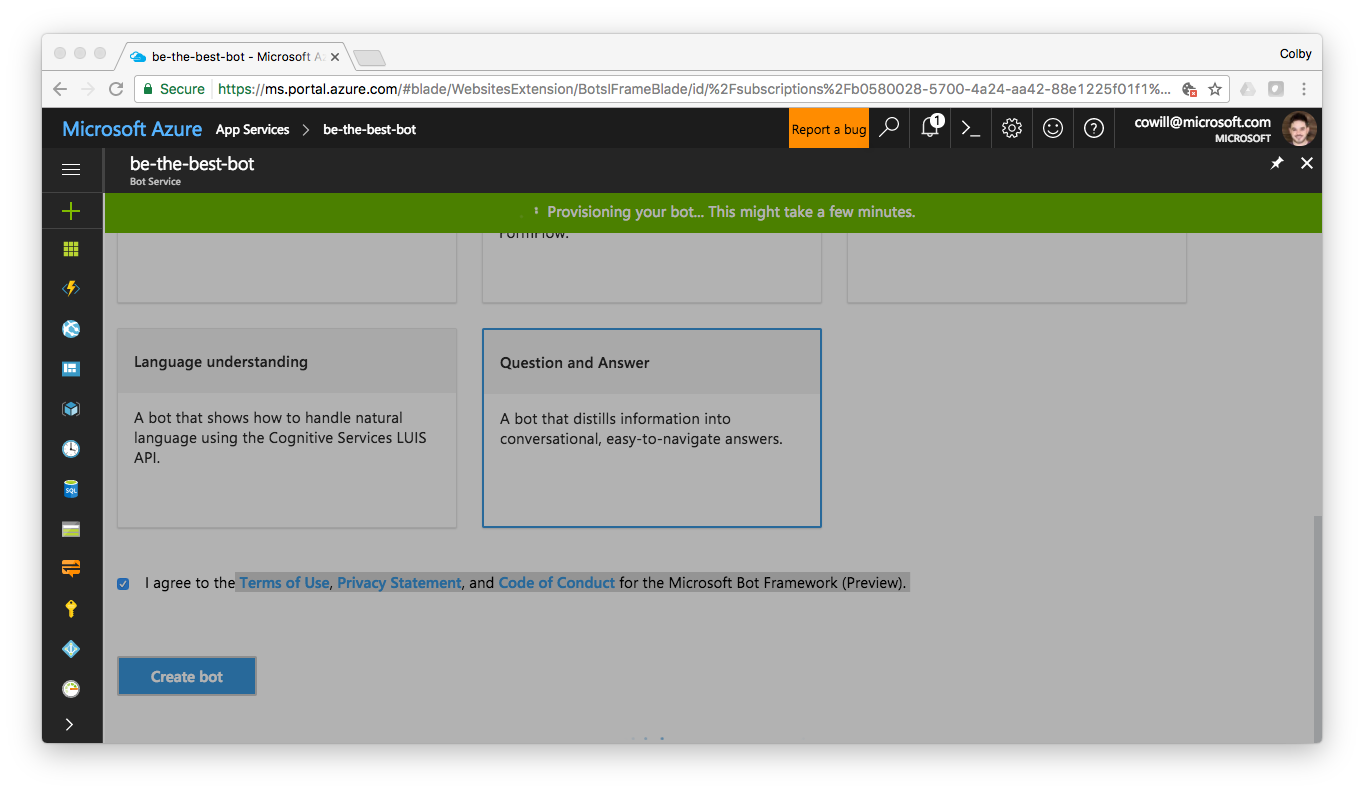 be-the-best-bot - Microsoft Az
Colby
Secure https://ms.portal.azure.com/#blade/WebsitesExtension/BotsIFrameBlade/id/%2Fsubscriptions%2Fb0580028-5700-4a24-aa42-88e1225f01f1%...
Microsoft Azure App Services > be-the-best-bot
Report a bug
1
cowill@microsoft.com
MICROSOFT
be-the-best-bot
Bot Service
Provisioning your bot... This might take a few minutes.
FormFlow.
Language understanding
A bot that shows how to handle natural
language using the Cognitive Services LUIS
API.
Question and Answer
A bot that distills information into
conversational, easy-to-navigate answers.
SQL
I agree to the Terms of Use, Privacy Statement, and Code of Conduct for the Microsoft Bot Framework (Preview).
Create bot